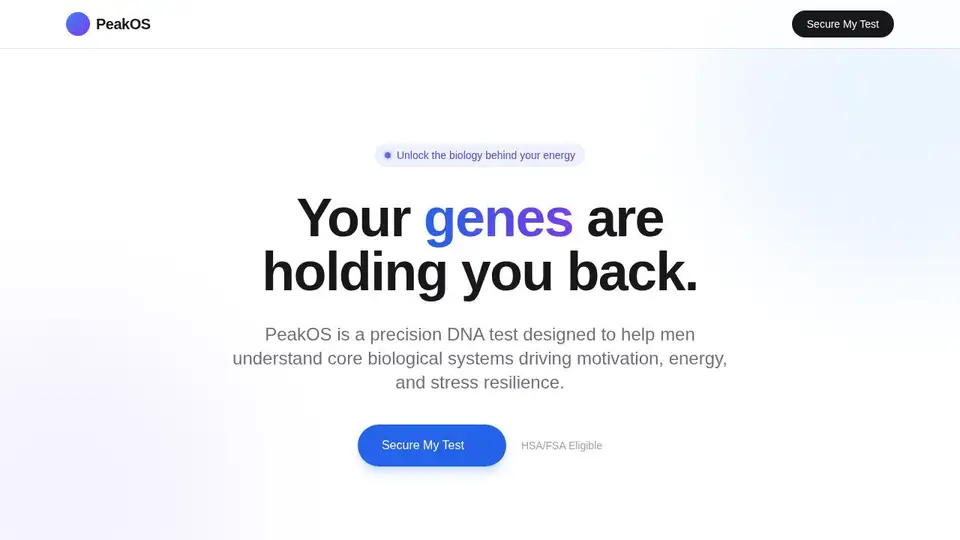 PeakOS
Secure My Test
Unlock the biology behind your energy
Your genes are
holding you back.
PeakOS is a precision DNA test designed to help men
understand core biological systems driving motivation, energy,
and stress resilience.
Secure My Test
HSA/FSA Eligible